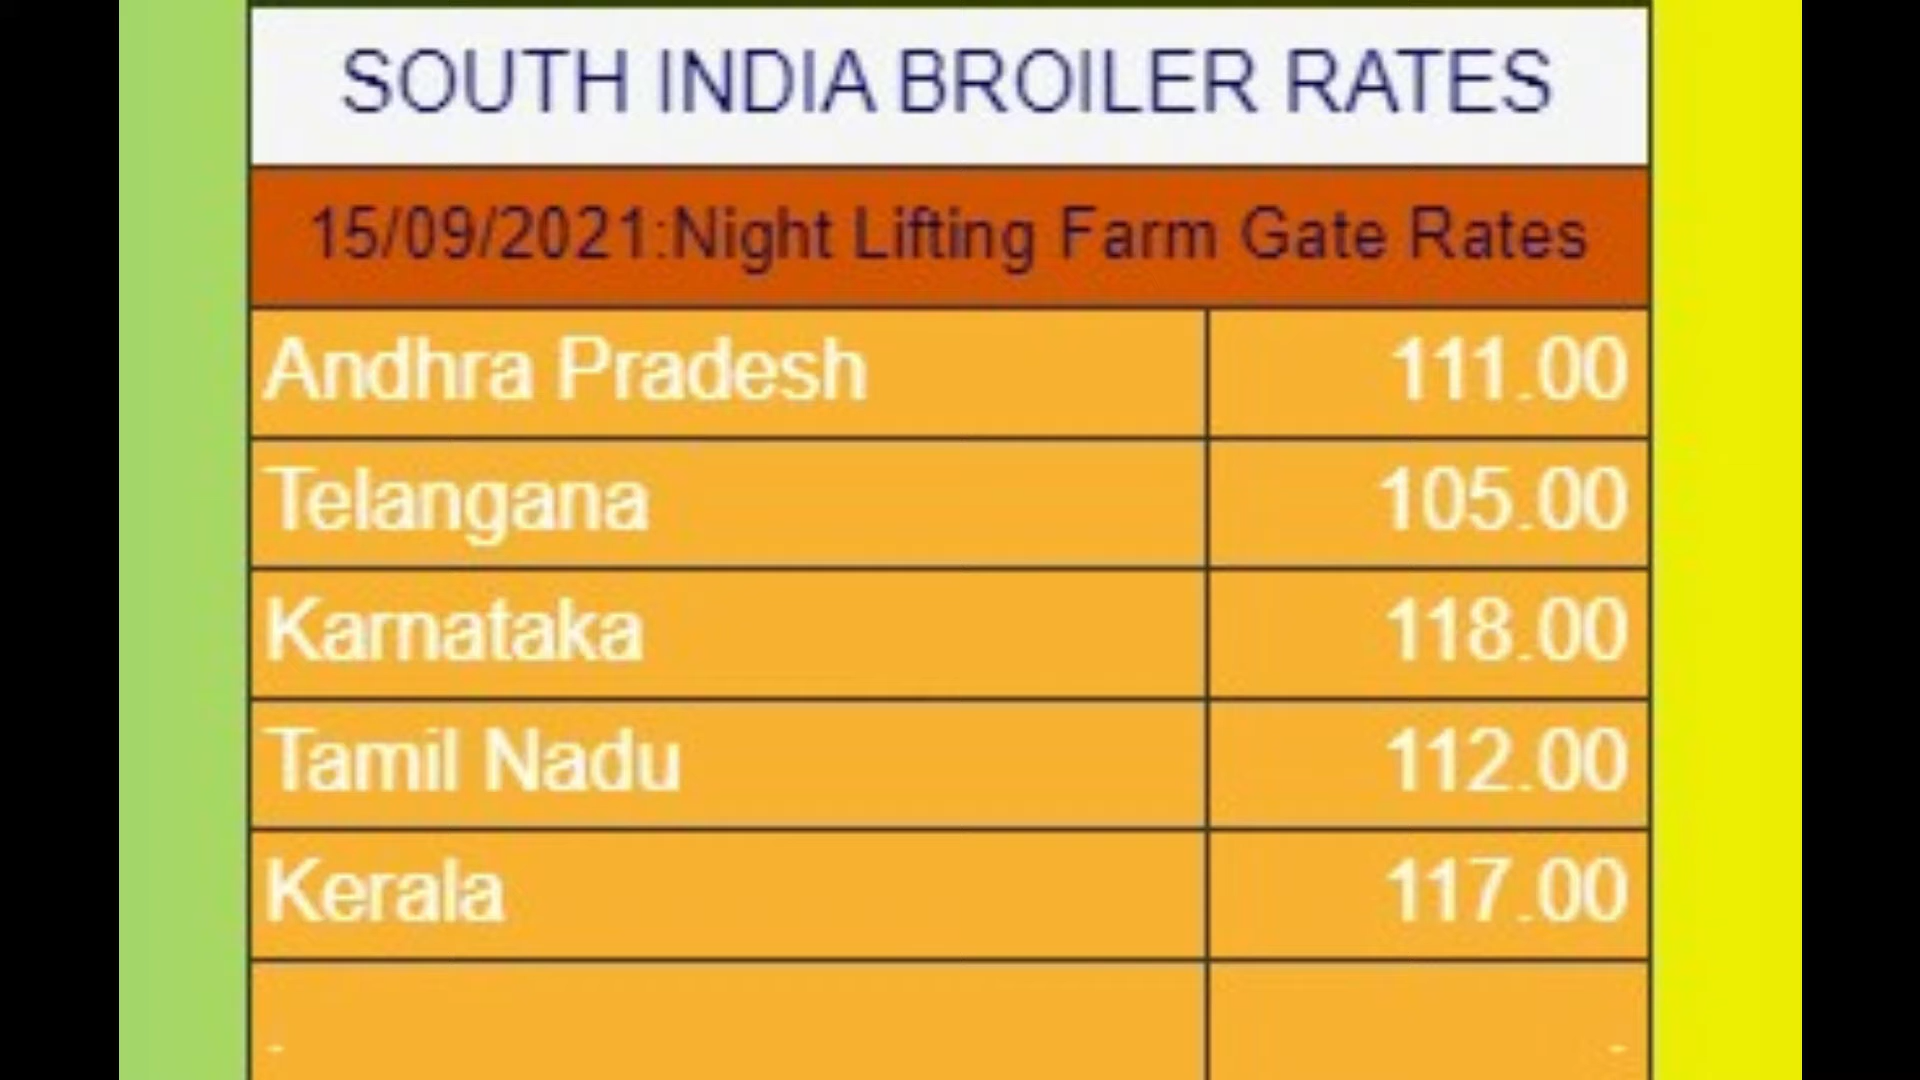 SOUTH INDIA BROILER RATES
15/09/2021:Night Lifting Farm Gate Rates
Andhra Pradesh 111.00
Telangana 105.00
Karnataka 118.00
Tamil Nadu 112.00
Kerala 117.00
- -